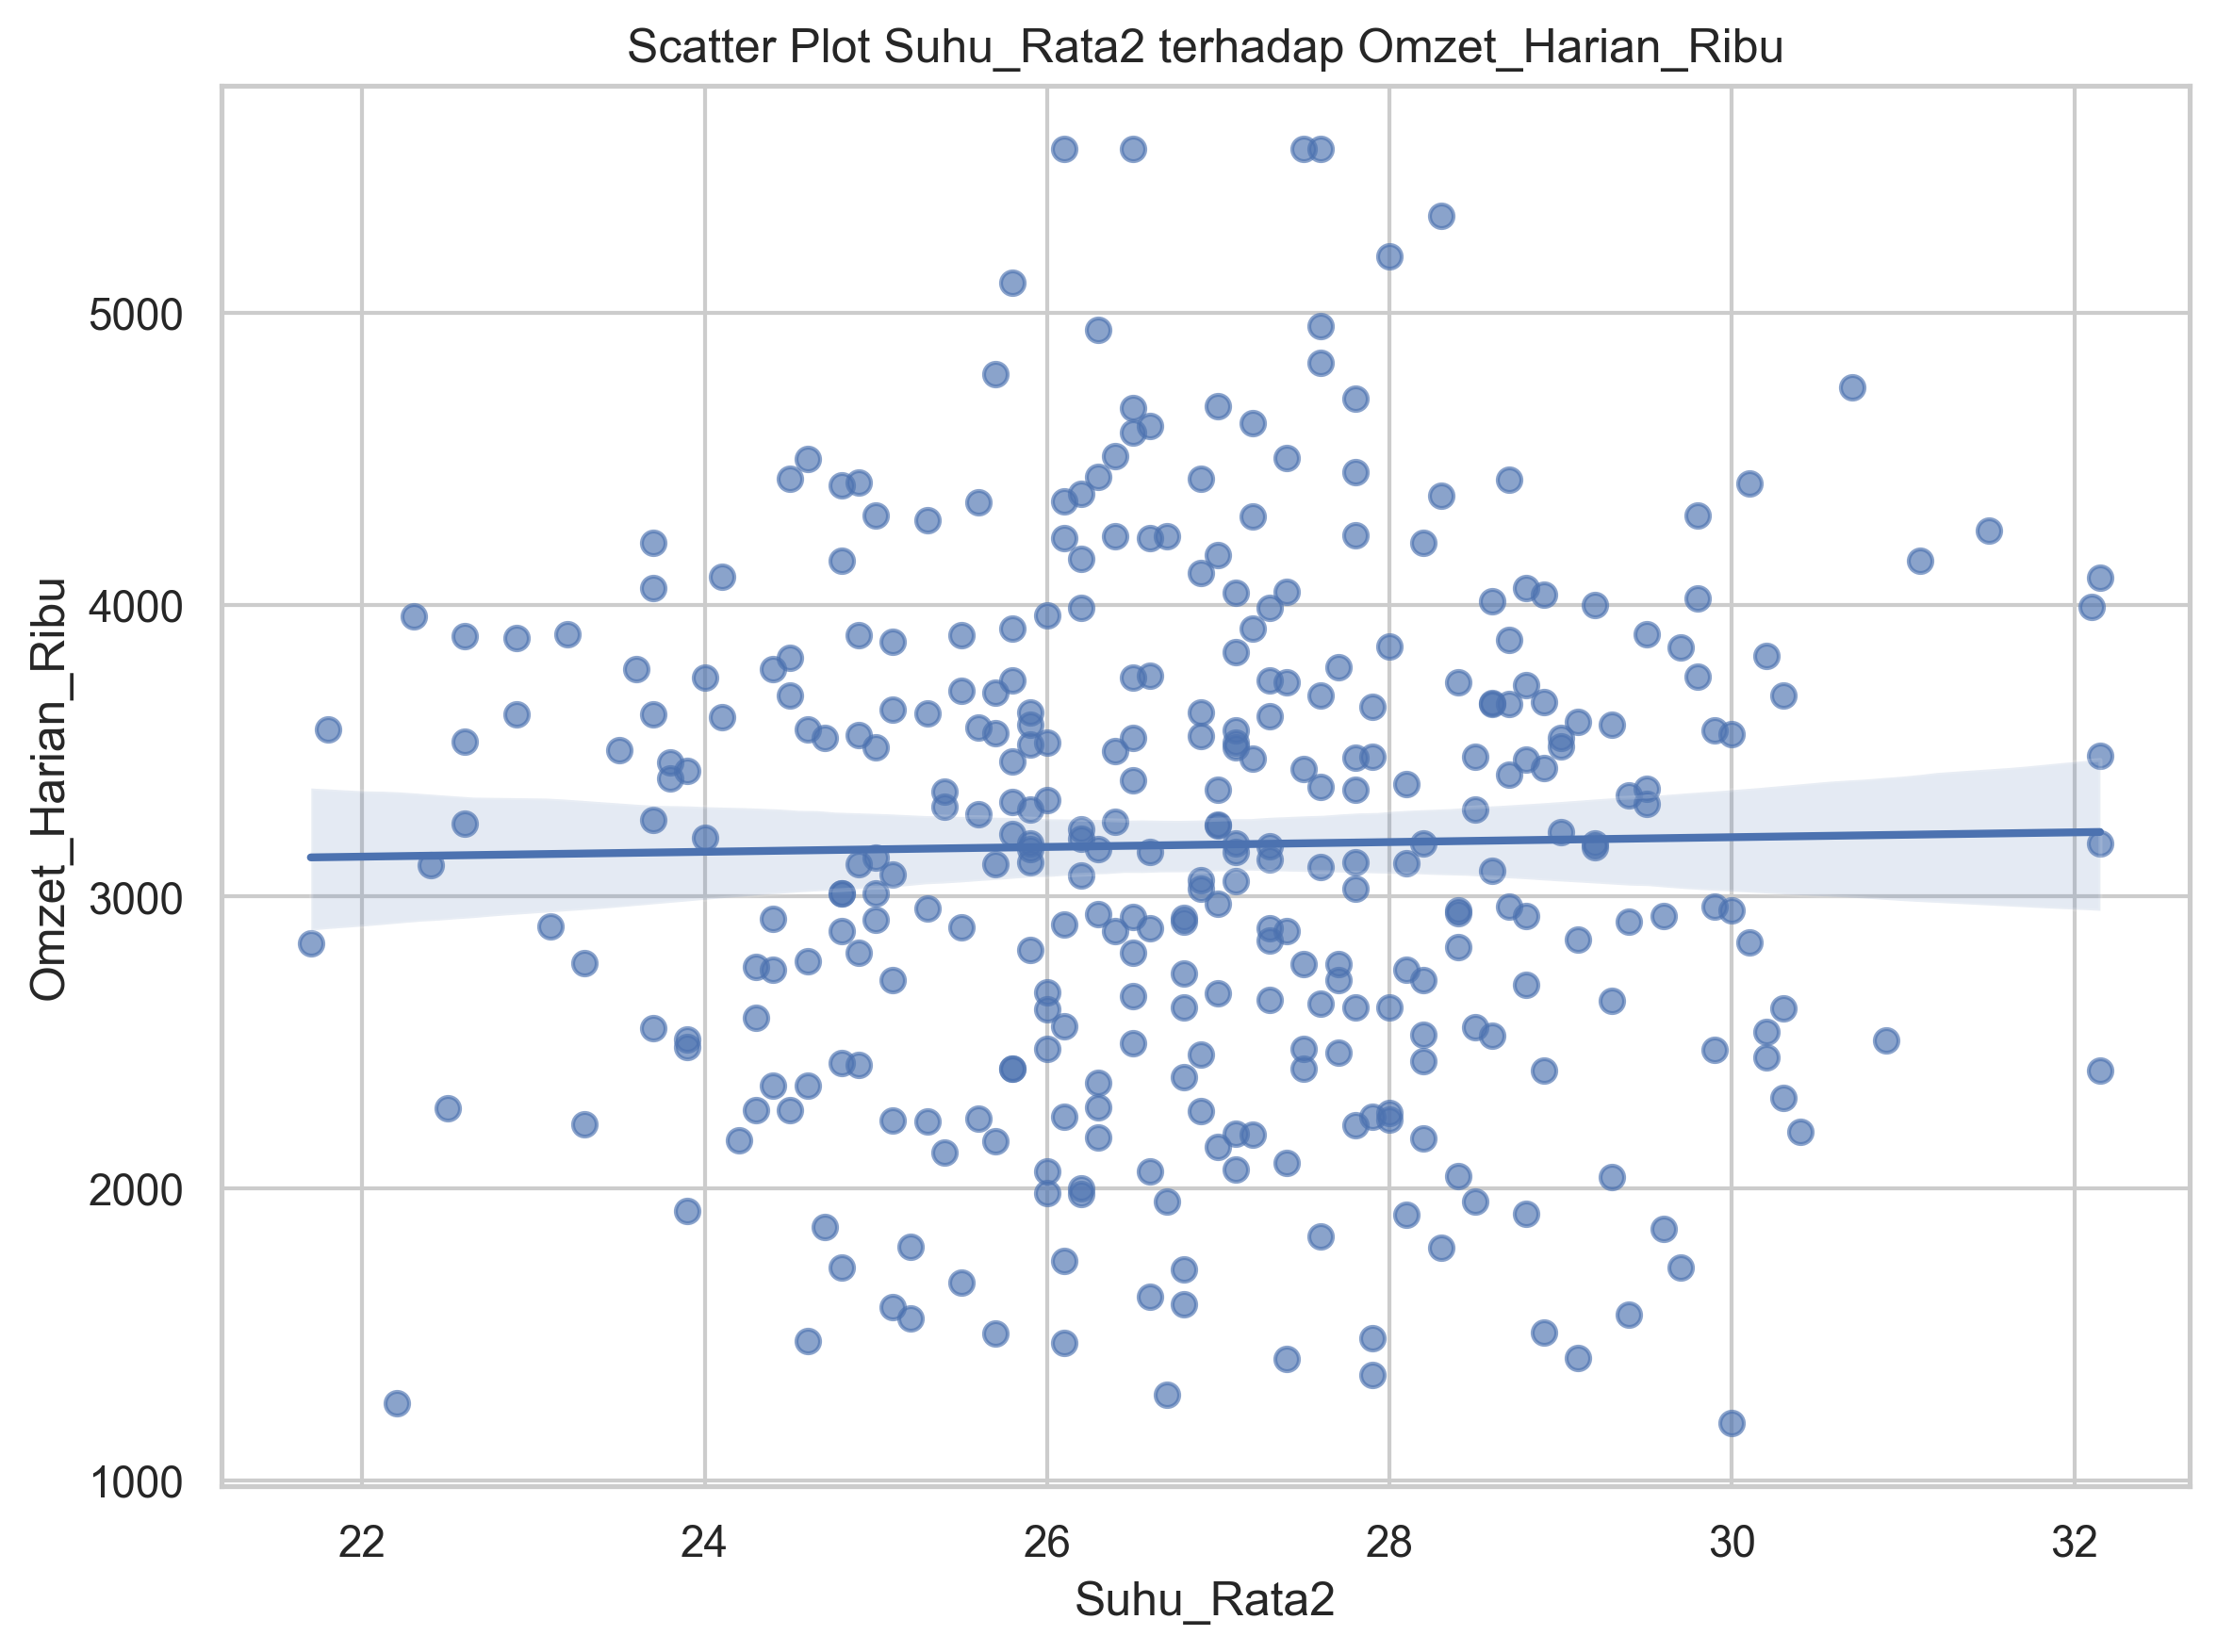 Scatter Plot Suhu_Rata2 terhadap Omzet_Harian_Ribu
Omzet_Harian_Ribu
5000
4000
3000
2000
1000
22 24 26 28 30 32
Suhu_Rata2